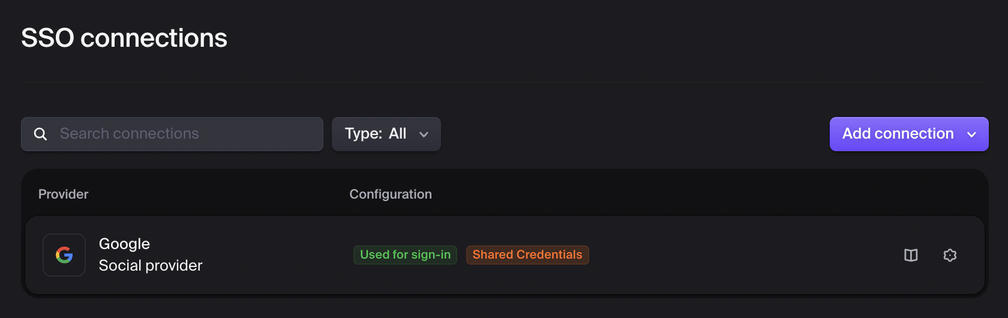 SSO connections
Search connections
Type: All
Add connection
Provider
Configuration
Google
Social provider
Used for sign-in
Shared Credentials